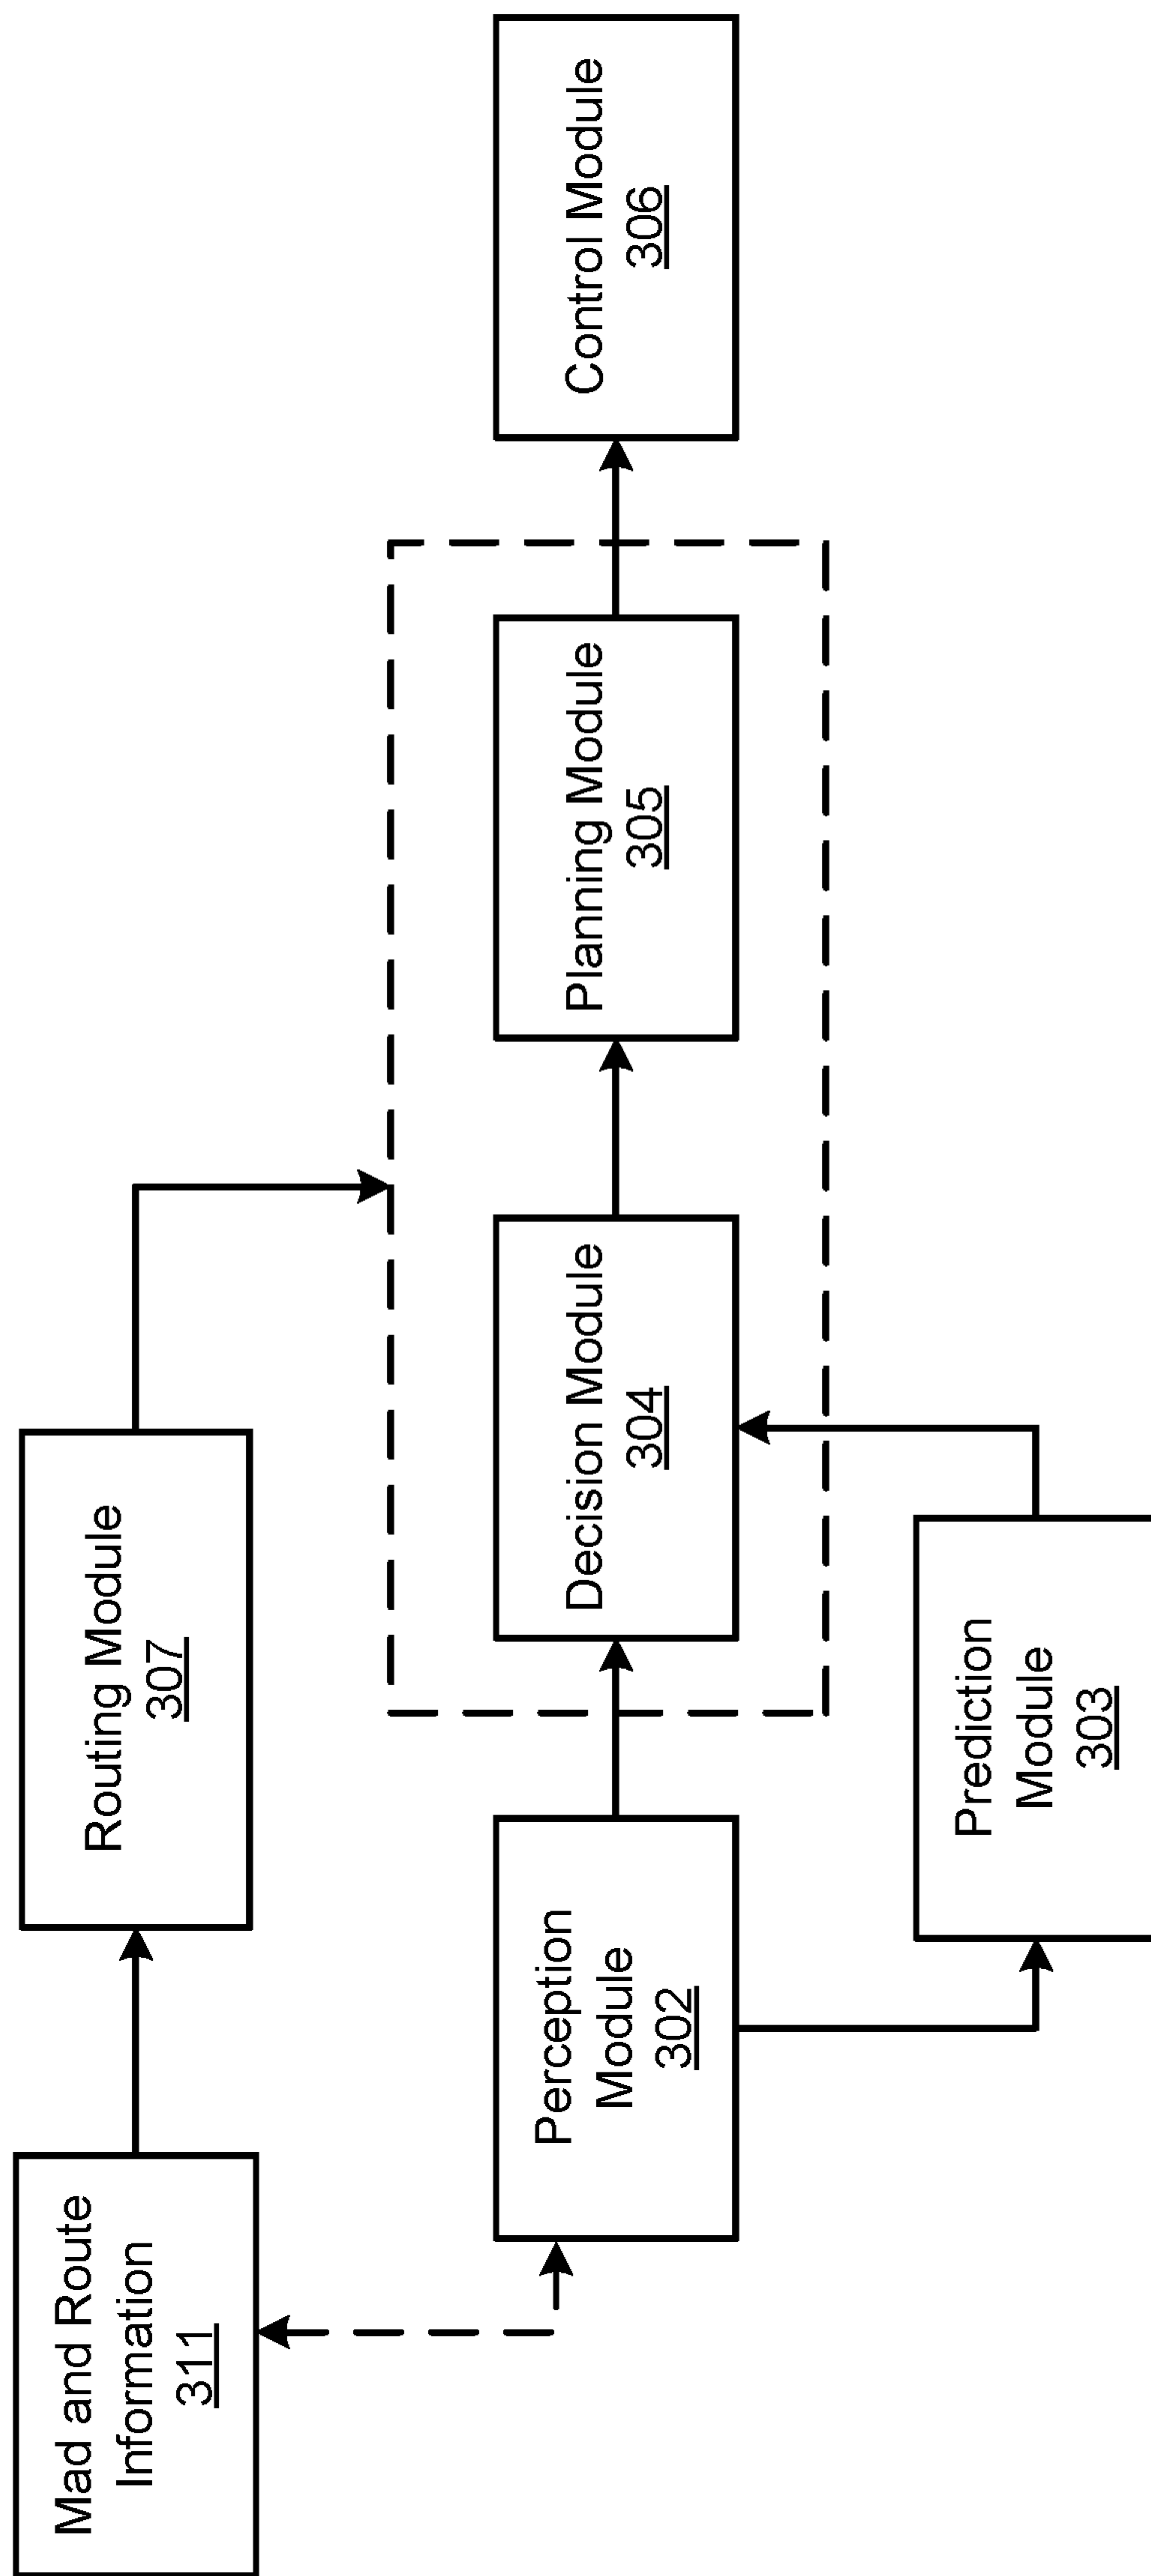 Mad and Route
Information
311
Routing Module
307
Perception
Module
302
Decision Module
304
Planning Module
305
Control Module
306
Prediction
Module
303